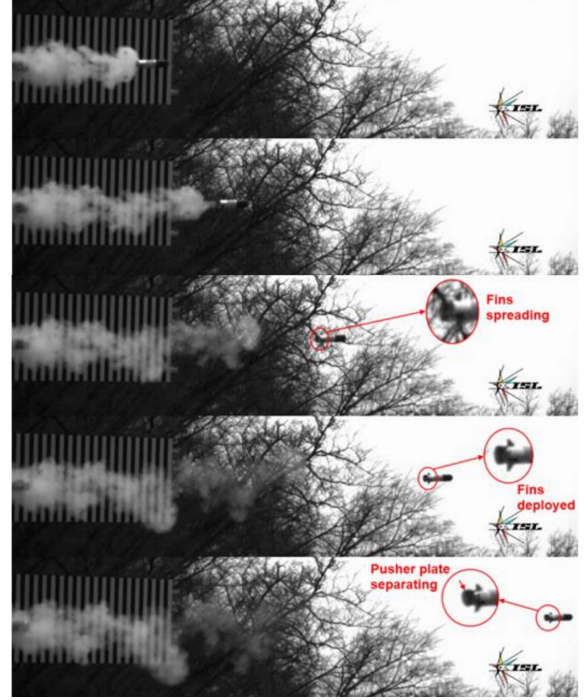 ISL
ISL
Fins
spreading
ISL
Fins
deployed
ISL
Pusher plate
separating
ISL